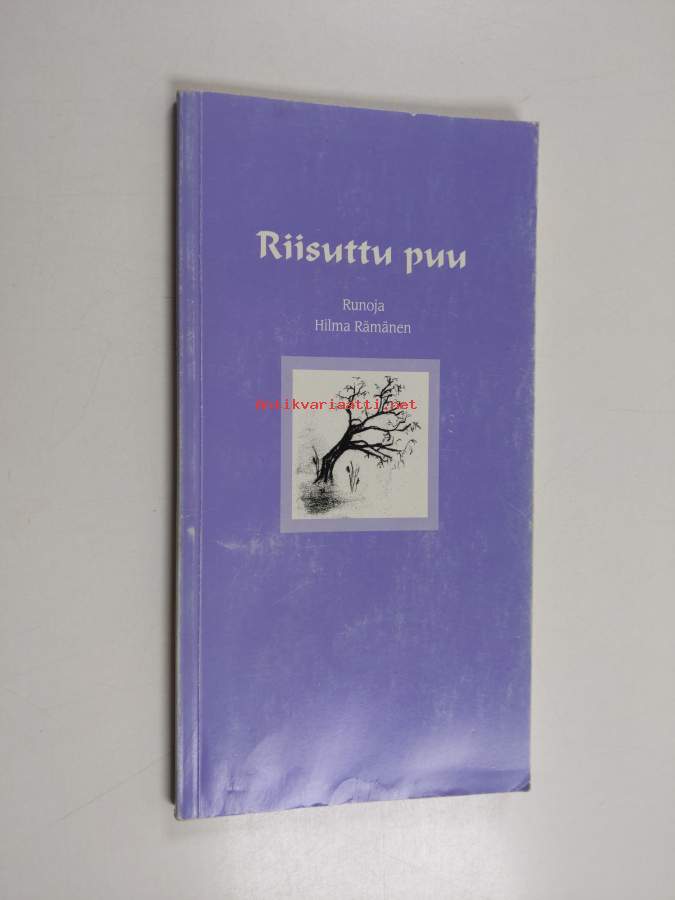 Riisuttu puu
Runoja
Hilma Rämänen
Antikvariaatti.net